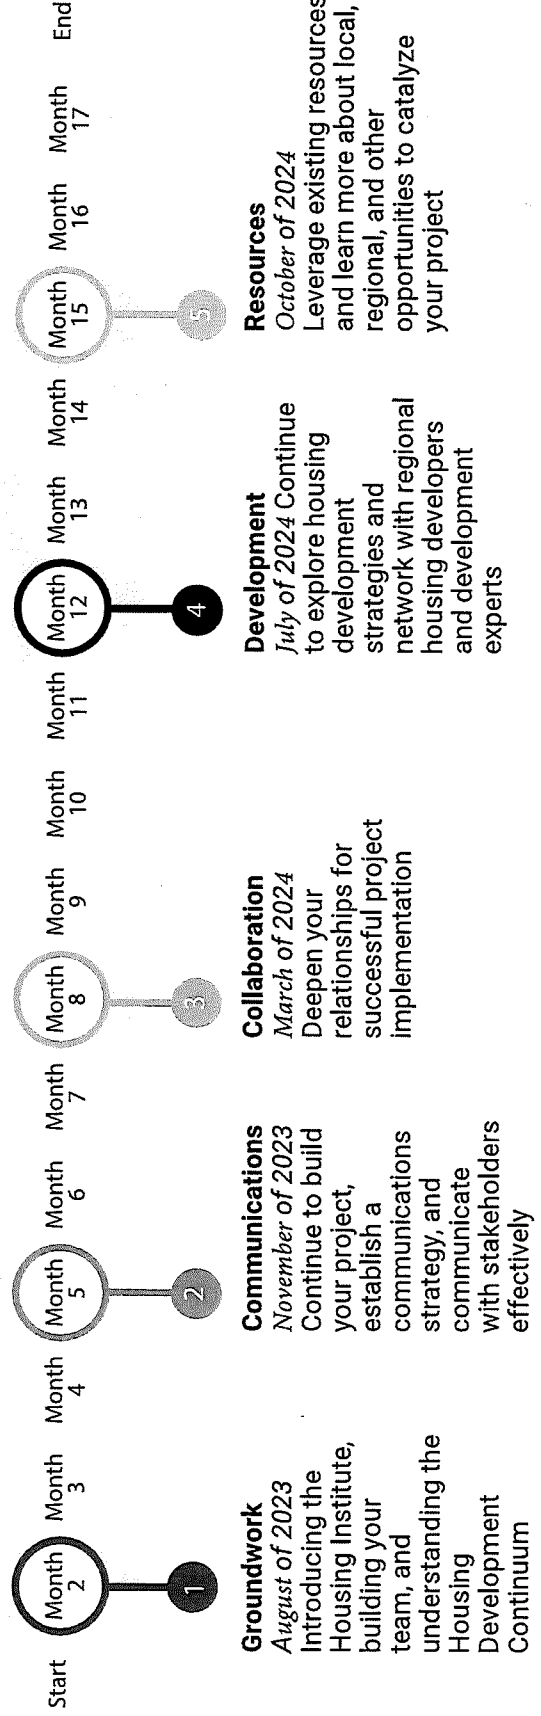 Start
Month
2
Month
3
Month
4
Month
5
Month
6
Month
7
Month
8
Month
9
Month
10
Month
11
Month
12
Month
13
Month
14
Month
15
Month
16
Month
17
End
1
Groundwork
August of 2023
Introducing the
Housing Institute,
building your
team, and
understanding the
Housing
Development
Continuum
2
Communications
November of 2023
Continue to build
your project,
establish a
communications
strategy, and
communicate
with stakeholders
effectively
3
Collaboration
March of 2024
Deepen your
relationships for
successful project
implementation
4
Development
July of 2024 Continue
to explore housing
development
strategies and
network with regional
housing developers
and development
experts
5
Resources
October of 2024
Leverage existing resources
and learn more about local,
regional, and other
opportunities to catalyze
your project